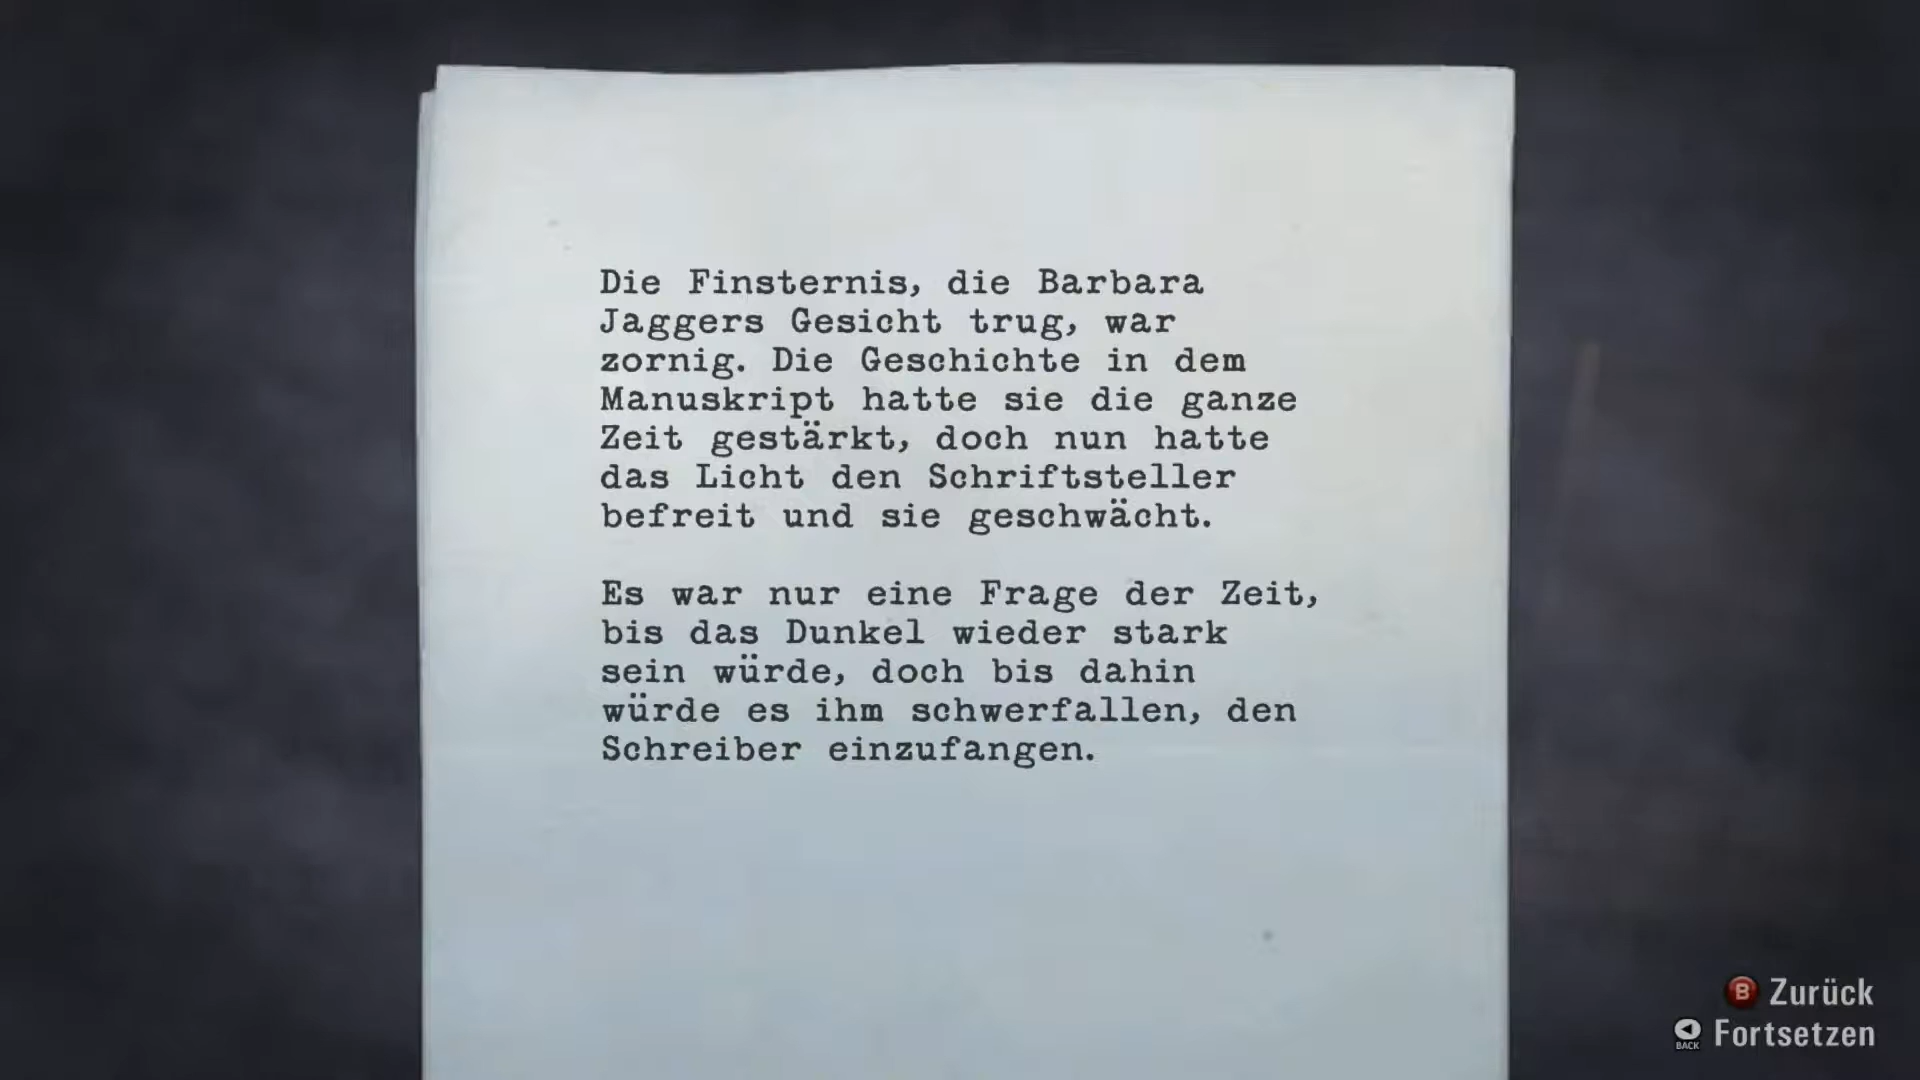 Die Finsternis, die Barbara
Jaggers Gesicht trug, war
zornig. Die Geschichte in dem
Manuskript hatte sie die ganze
Zeit gestärkt, doch nun hatte
das Licht den Schriftsteller
befreit und sie geschwächt.
Es war nur eine Frage der Zeit,
bis das Dunkel wieder stark
sein würde, doch bis dahin
würde es ihm schwerfallen, den
Schreiber einzufangen.
B Zurück
BACK Fortsetzen